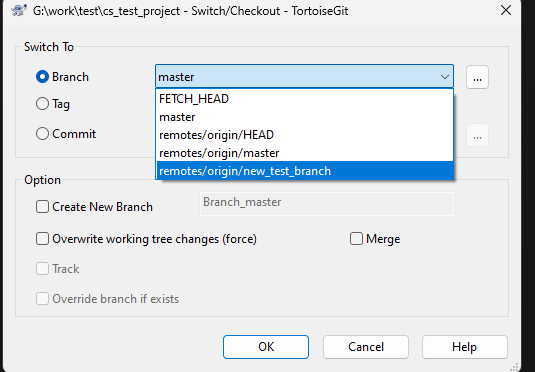 G:\work\test\cs_test_project - Switch/Checkout - TortoiseGit
Switch To
Branch
master
...
FETCH_HEAD
master
remotes/origin/HEAD
remotes/origin/master
remotes/origin/new_test_branch
Tag
Commit
...
Option
Create New Branch
Branch_master
Overwrite working tree changes (force)
Merge
Track
Override branch if exists
OK
Cancel
Help